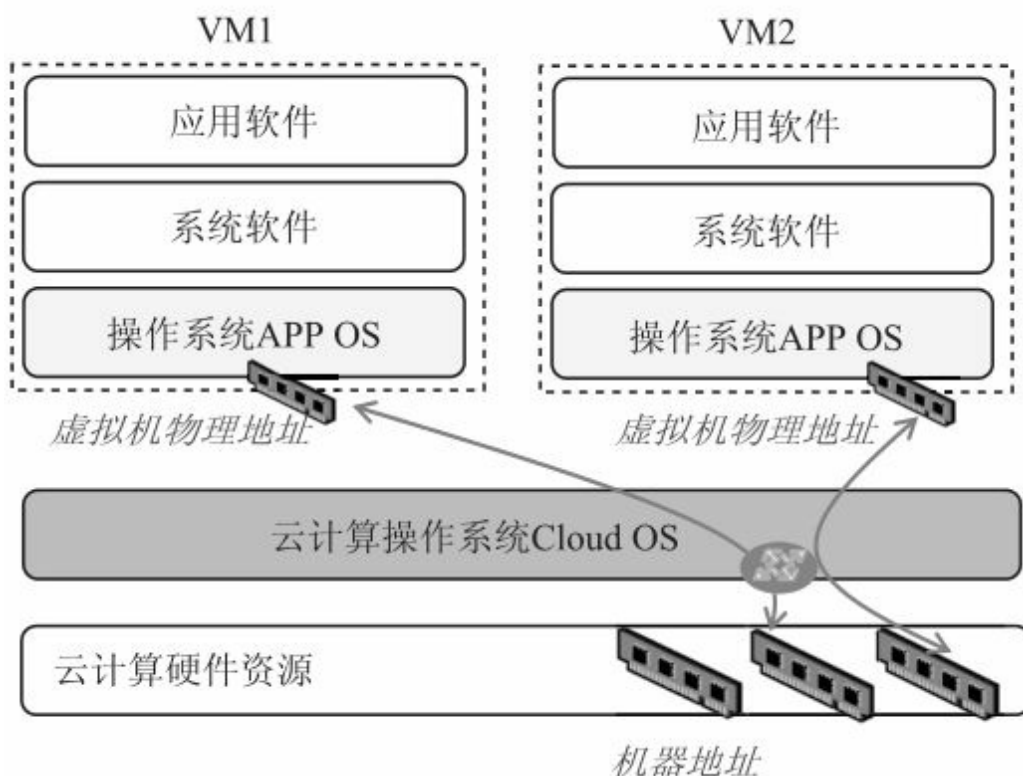 VM1
VM2
应用软件
应用软件
系统软件
系统软件
操作系统APP OS
操作系统APP OS
虚拟机物理地址
虚拟机物理地址
云计算操作系统Cloud OS
云计算硬件资源
机器地址